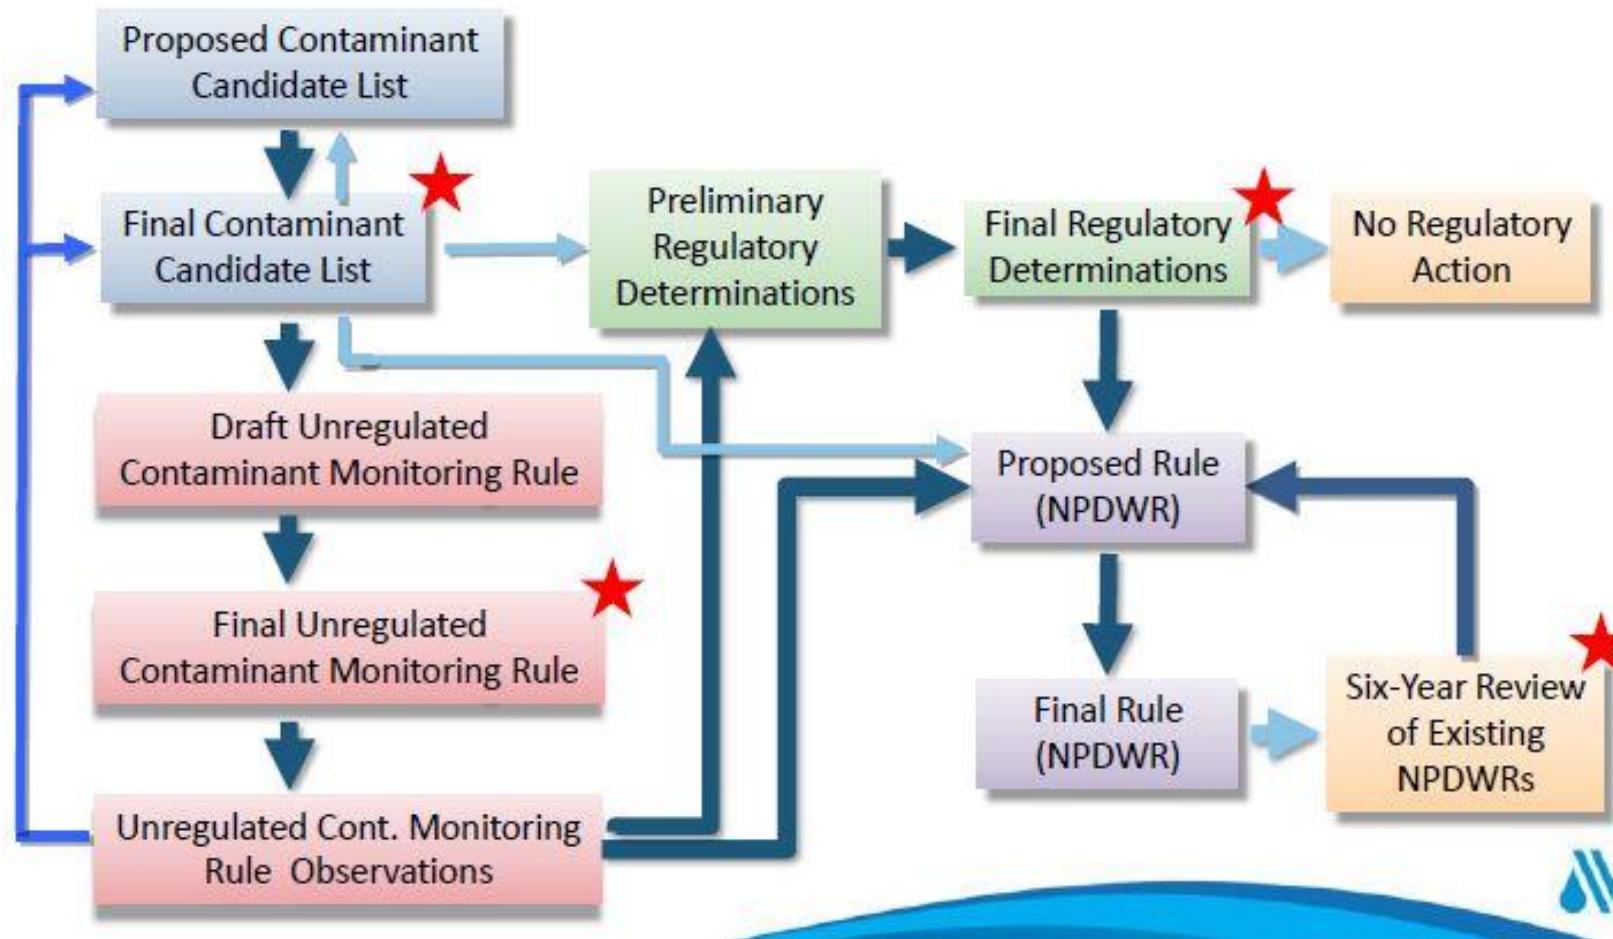 Proposed Contaminant
Candidate List
Final Contaminant
Candidate List
Preliminary
Regulatory
Determinations
Final Regulatory
Determinations
No Regulatory
Action
Draft Unregulated
Contaminant Monitoring Rule
Proposed Rule
(NPDWR)
Final Unregulated
Contaminant Monitoring Rule
Final Rule
(NPDWR)
Six-Year Review
of Existing
NPDWRs
Unregulated Cont. Monitoring
Rule Observations